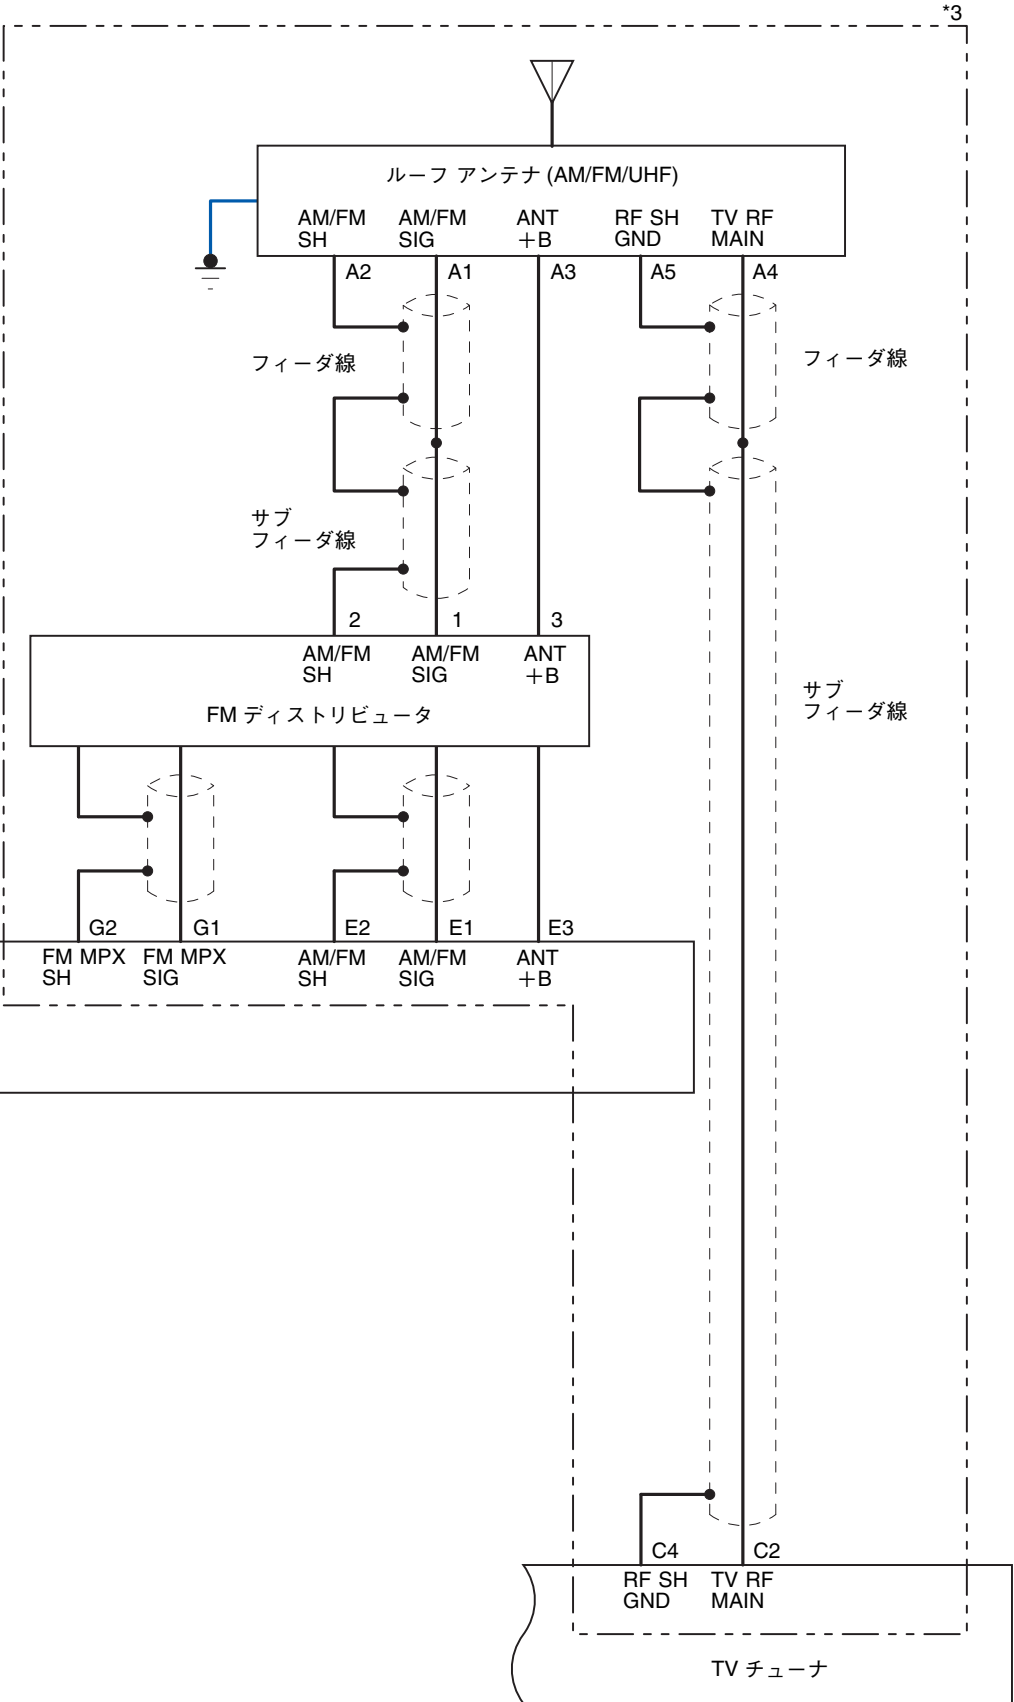 *3
ルーフ アンテナ (AM/FM/UHF)
AM/FM
SH
AM/FM
SIG
ANT
＋B
RF SH
GND
TV RF
MAIN
A2
A1
A3
A5
A4
フィーダ線
フィーダ線
サブ
フィーダ線
2
1
3
AM/FM
SH
AM/FM
SIG
ANT
＋B
FM ディストリビュータ
サブ
フィーダ線
G2
G1
E2
E1
E3
FM MPX
SH
FM MPX
SIG
AM/FM
SH
AM/FM
SIG
ANT
＋B
C4
C2
RF SH
GND
TV RF
MAIN
TV チューナ